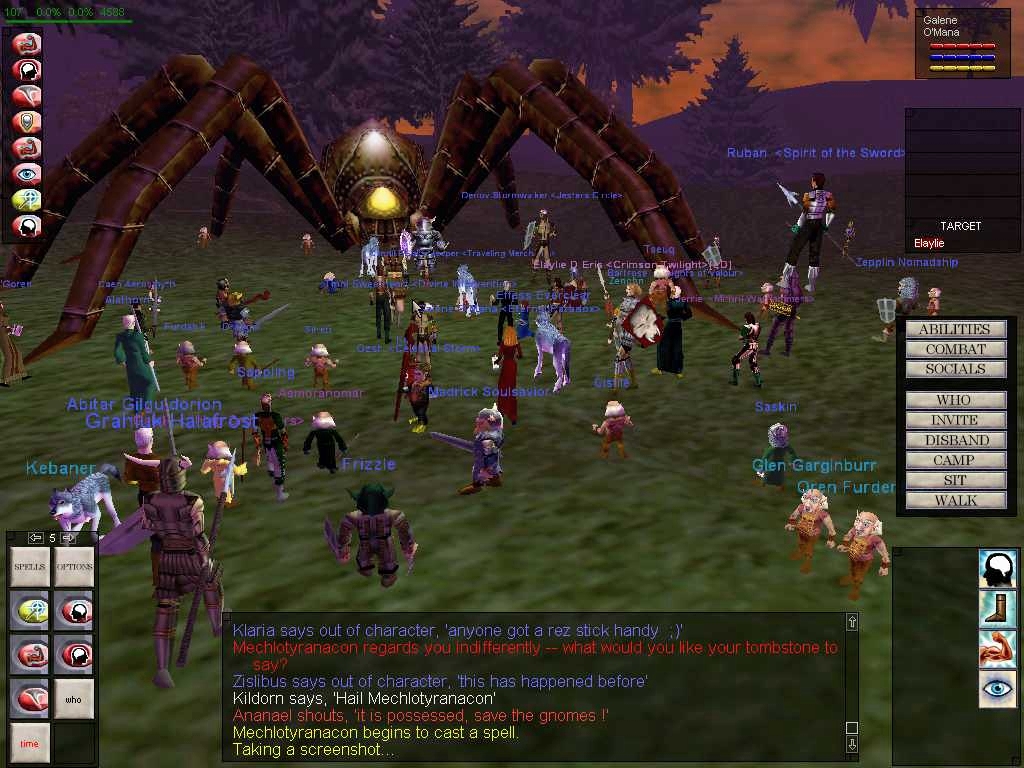 107 0.0% 0.0% 4588
Galene
O'Mana
Ruban <Spirit of the Sword>
TARGET
Elaylie
Zepplin Nomadship
Furdabik
Sapoling
Aamoranomar
Madrick Soulsavior
Abitar Gilguldorion
Saskin
Kebaner
Frizzle
Glen Garginburr
Oren Furder
ABILITIES
COMBAT
SOCIALS
WHO
INVITE
DISBAND
CAMP
SIT
WALK
5
SPELLS OPTIONS
who
time
Klaria says out of character, 'anyone got a rez stick handy ;)'
Mechlotyranacon regards you indifferently -- what would you like your tombstone to
say?
Zislibus says out of character, 'this has happened before'
Kildorn says, 'Hail Mechlotyranacon'
Ananael shouts, 'it is possessed, save the gnomes !'
Mechlotyranacon begins to cast a spell.
Taking a screenshot...